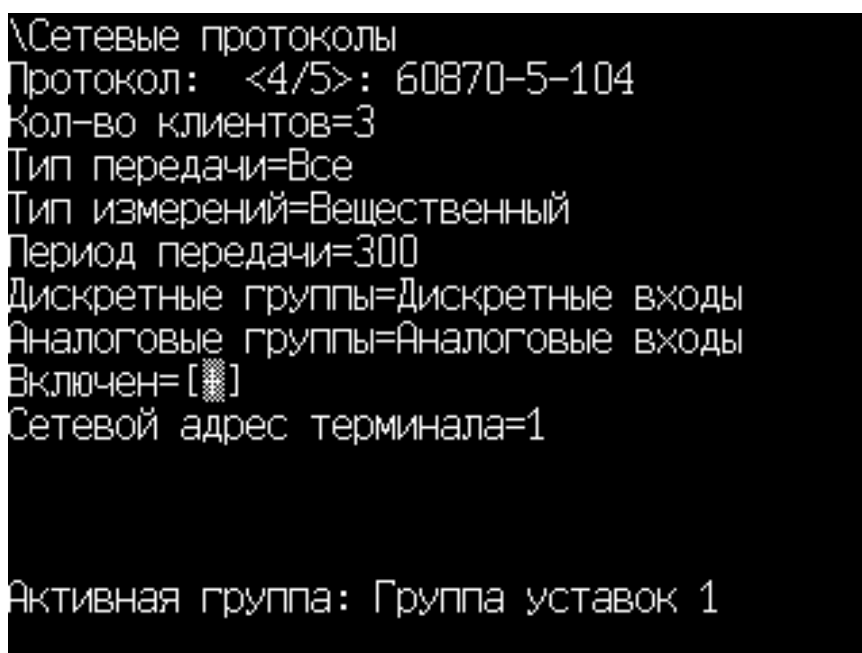 \Сетевые протоколы
Протокол:  <4/5>: 60870-5-104
Кол-во клиентов=3
Тип передачи=Все
Тип измерений=Вещественный
Период передачи=300
Дискретные группы=Дискретные входы
Аналоговые группы=Аналоговые входы
Включен=[+]
Сетевой адрес терминала=1
Активная группа: Группа уставок 1